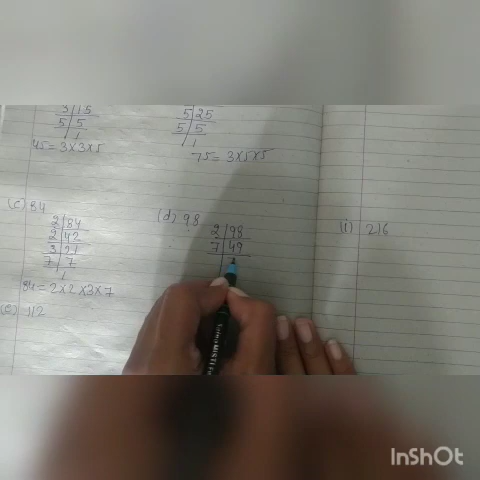 3 | 15
5 | 5
1
45 = 3×3×5
5 | 25
5 | 5
1
75 = 3×5×5
(c) 84
2 | 84
2 | 42
3 | 21
7 | 7
1
84 = 2×2×3×7
(d) 98
2 | 98
7 | 49
(e) 112
(i) 216
InShOt